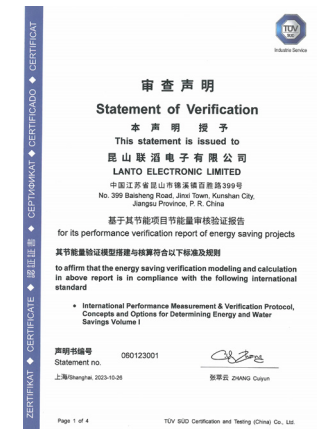 TÜV
SÜD
Industrie Service
ZERTIFIKAT ◆ CERTIFICATE ◆ 認證證書 ◆ СЕРТИФИКАТ ◆ CERTIFICADO ◆ CERTIFICAT
审查声明
Statement of Verification
本声明授予
This statement is issued to
昆山联滔电子有限公司
LANTO ELECTRONIC LIMITED
中国江苏省昆山市锦溪镇百胜路399号
No. 399 Baisheng Road, Jinxi Town, Kunshan City,
Jiangsu Province, P. R. China
基于其节能项目节能量审核验证报告
for its performance verification report of energy saving projects
其节能量验证模型搭建与核算符合以下标准及规则
to affirm that the energy saving verification modeling and calculation
in above report is in compliance with the following international
standard
• International Performance Measurement & Verification Protocol,
Concepts and Options for Determining Energy and Water
Savings Volume I
声明书编号
Statement no.
060123001
上海/Shanghai, 2023-10-26
张翠云 ZHANG Cuiyun
Page 1 of 4
TÜV SÜD Certification and Testing (China) Co., Ltd.